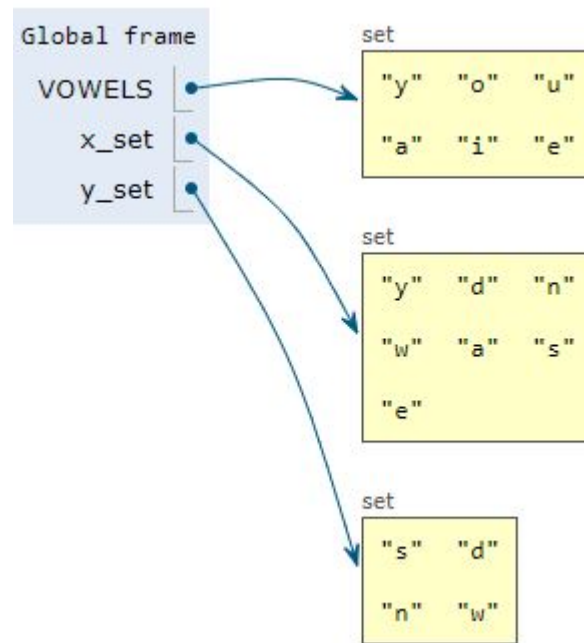 Global frame
VOWELS
x_set
y_set
set
"y" "o" "u"
"a" "i" "e"
set
"y" "d" "n"
"w" "a" "s"
"e"
set
"s" "d"
"n" "w"